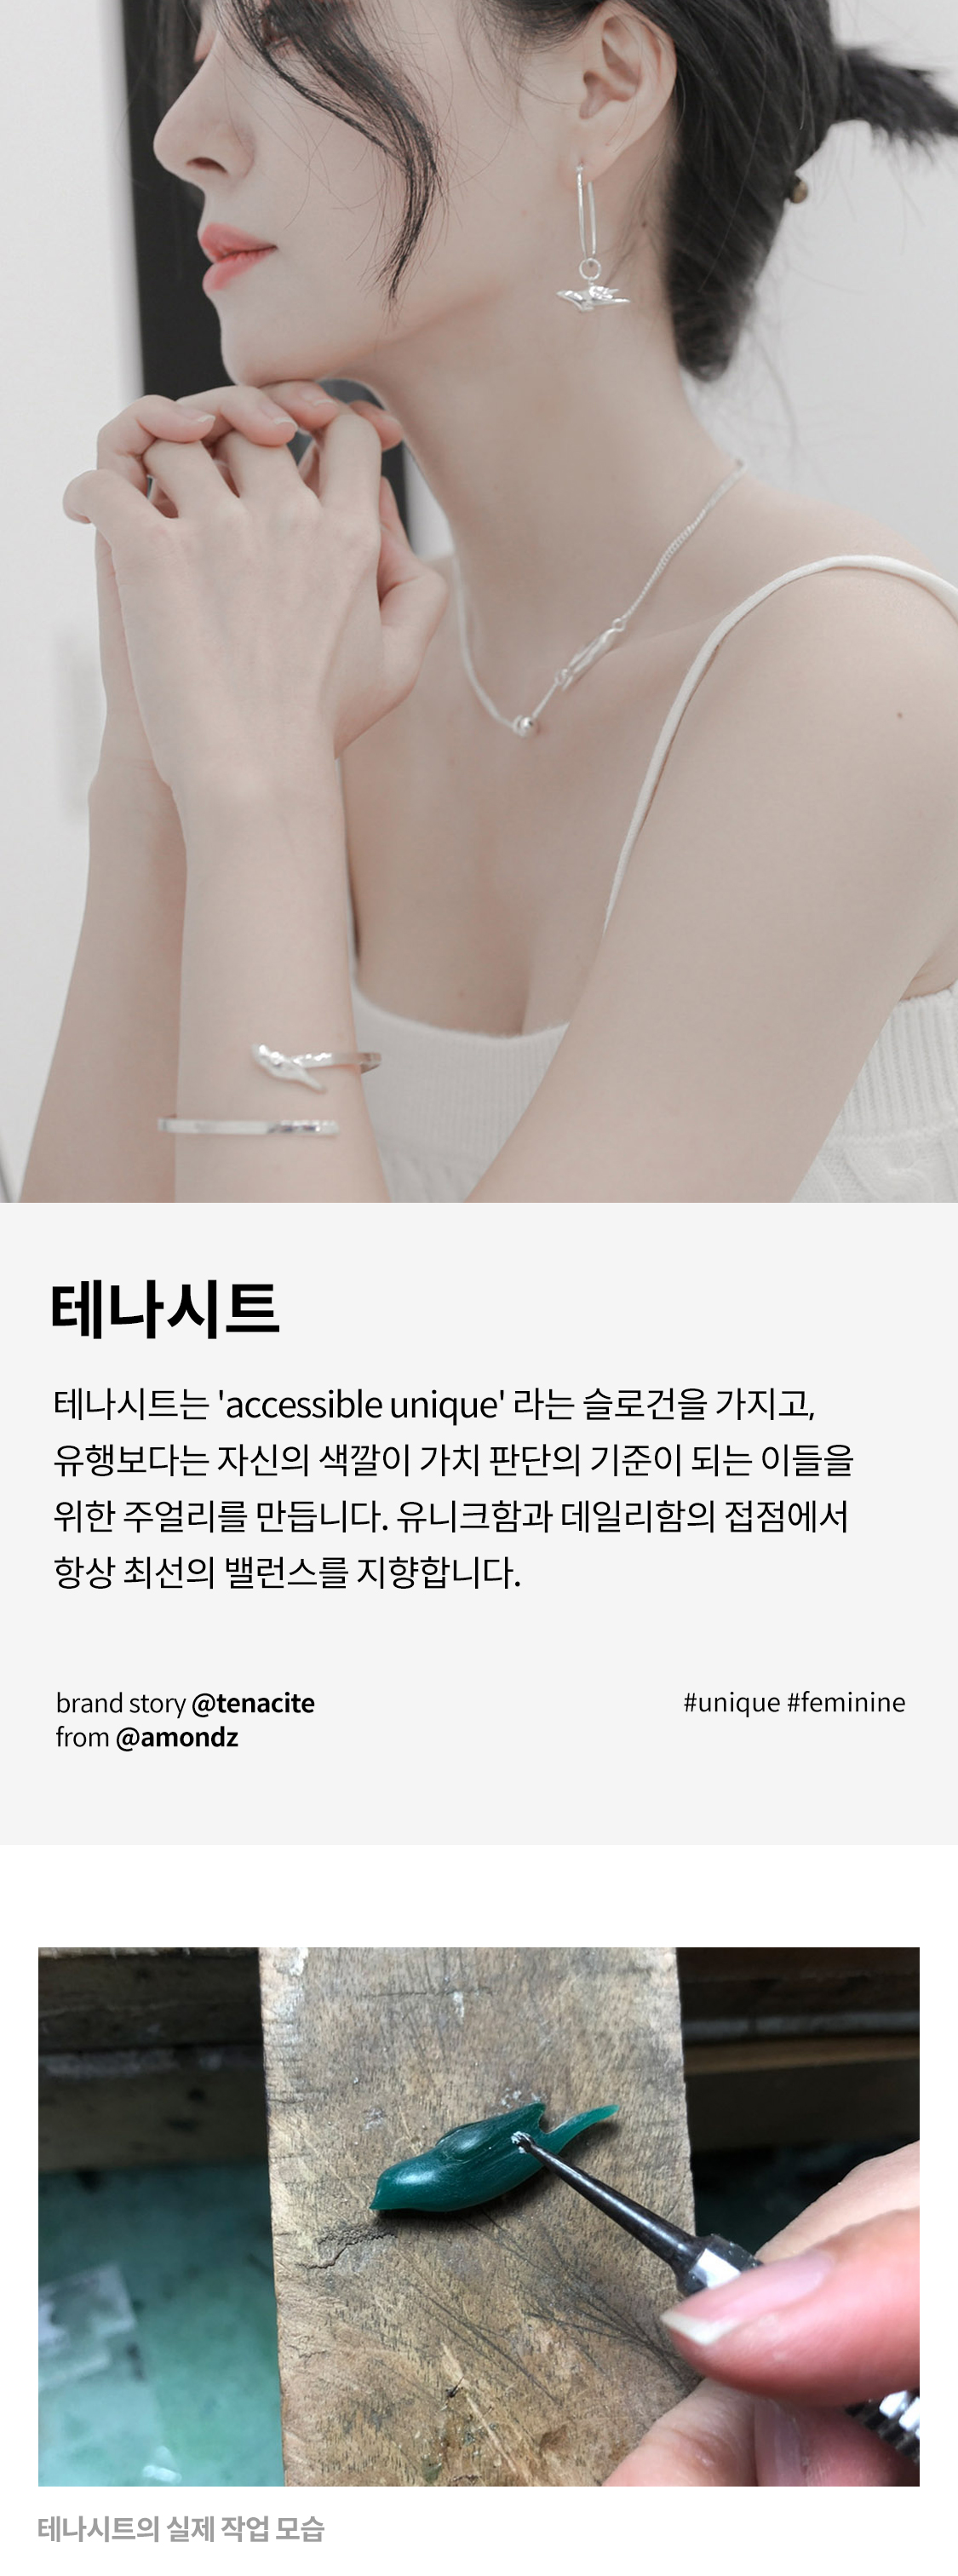 테나시트
테나시트는 'accessible unique' 라는 슬로건을 가지고,
유행보다는 자신의 색깔이 가치 판단의 기준이 되는 이들을
위한 주얼리를 만듭니다. 유니크함과 데일리함의 접점에서
항상 최선의 밸런스를 지향합니다.
brand story @tenacite
#unique #feminine
from @amondz
테나시트의 실제 작업 모습